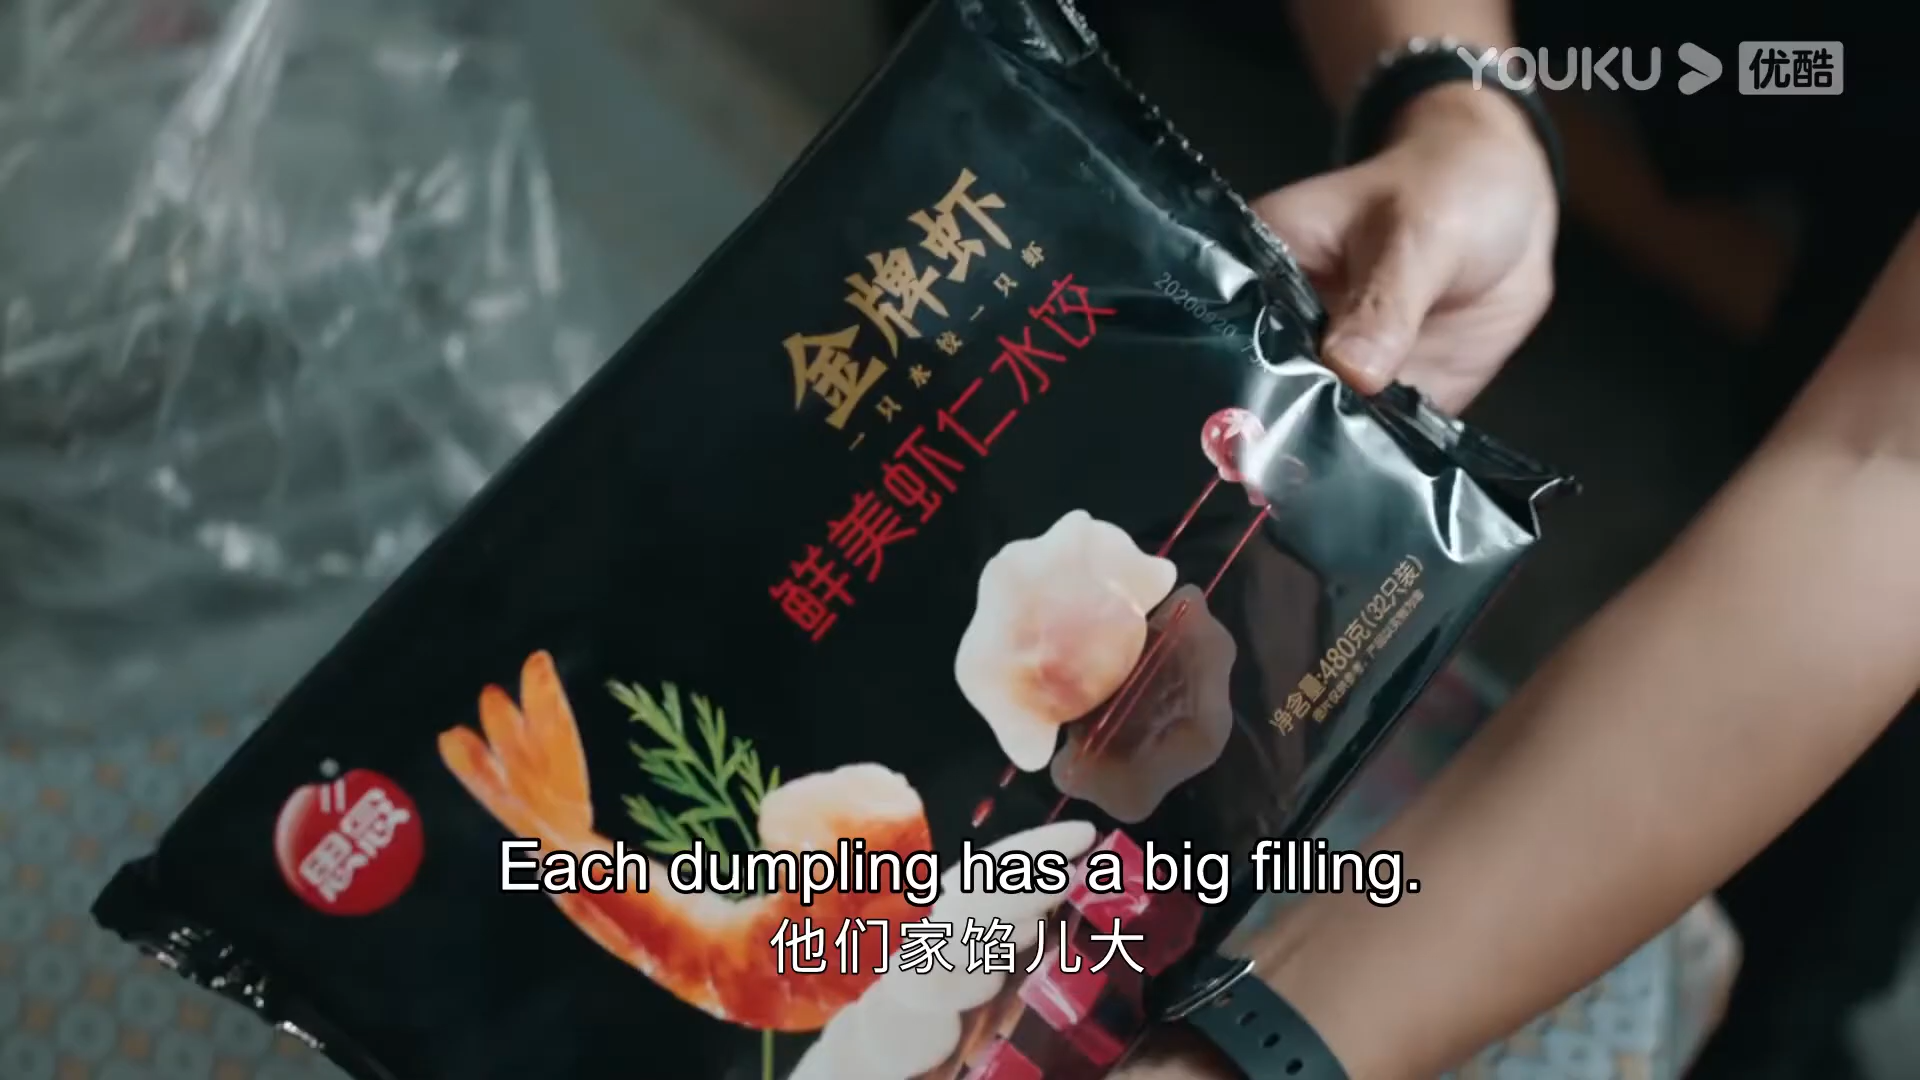 YOUKU 优酷
金牌虾
一只水饺一只虾
鲜美虾仁水饺
20200920
净含量:480克(32只装)
思念
Each dumpling has a big filling.
他们家馅儿大